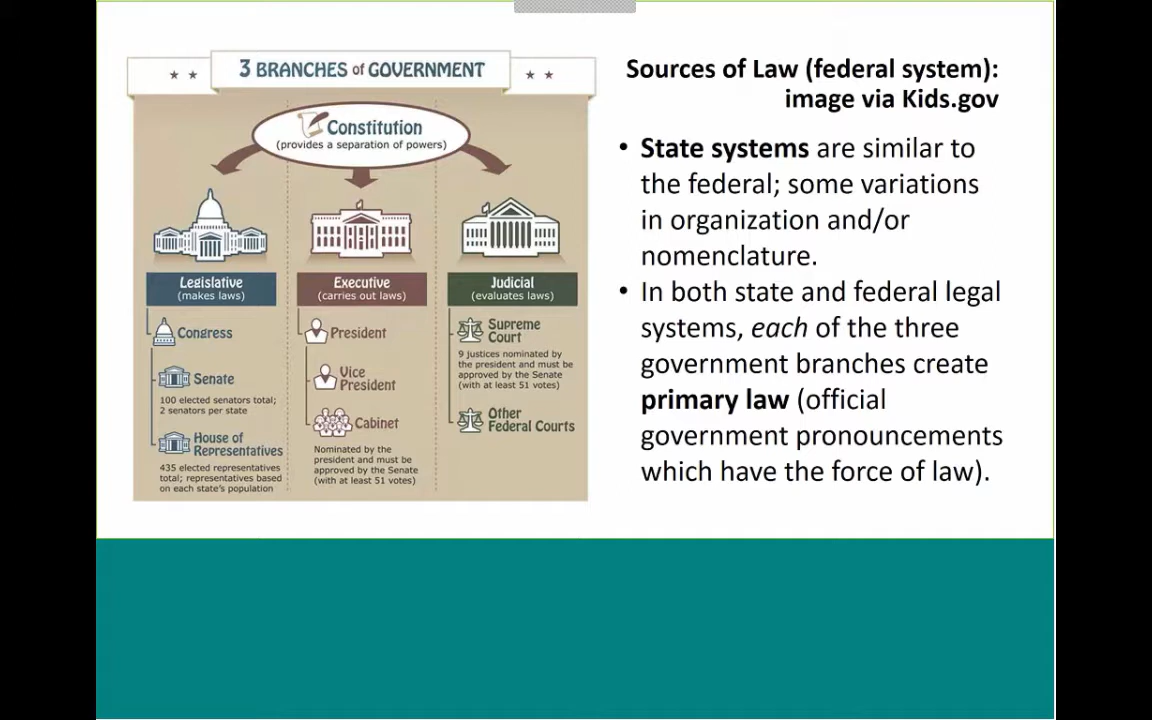 3 BRANCHES of GOVERNMENT
Constitution
(provides a separation of powers)
Legislative
(makes laws)
Congress
Senate
100 elected senators total;
2 senators per state
House of
Representatives
435 elected representatives
total; representatives based
on each state's population
Executive
(carries out laws)
President
Vice
President
Cabinet
Nominated by the
president and must be
approved by the Senate
(with at least 51 votes)
Judicial
(evaluates laws)
Supreme
Court
9 justices nominated by
the president and must be
approved by the Senate
(with at least 51 votes)
Other
Federal Courts
Sources of Law (federal system):
image via Kids.gov
• State systems are similar to
the federal; some variations
in organization and/or
nomenclature.
• In both state and federal legal
systems, each of the three
government branches create
primary law (official
government pronouncements
which have the force of law).